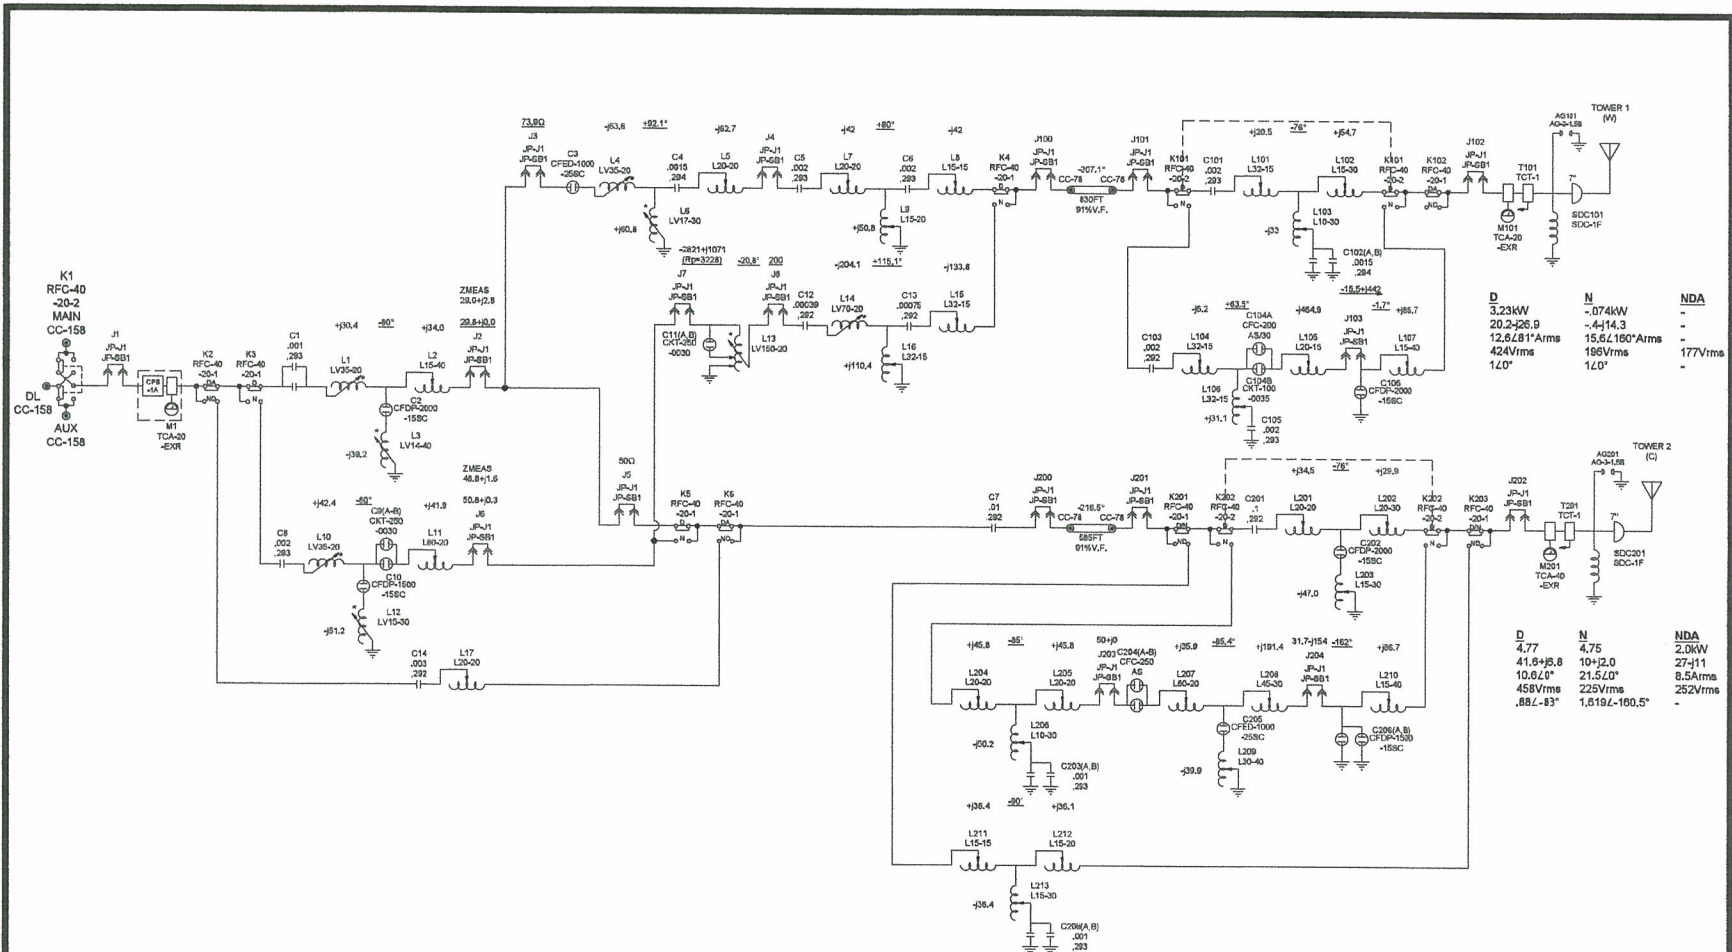 K1
RFC-40
-20-2
MAIN
CC-158
DL
CC-158
AUX
CC-158
J1
JP-J1
JP-SB1
CPB
-1A
M1
TCA-20
-EXR
K2
RFC-40
-20-1
DA
ND
K3
RFC-40
-20-1
D
N
C1
.001
.293
+j30.4
-80°
+j34.0
L1
LV35-20
L2
L15-40
C2
CFDP-2000
-15SC
L3
LV14-40
-j39.2
ZMEAS
29.0+j2.8
29.8+j0.0
J2
JP-J1
JP-SB1
C8
.002
.293
+j42.4
L10
LV35-20
C9(A-B)
CKT-250
-0030
+j41.9
L11
L60-20
C10
CFDP-1500
-15SC
L12
LV15-30
-j51.2
ZMEAS
48.8+j1.6
50.6+j0.3
J6
JP-J1
JP-SB1
C14
.003
.292
L17
L20-20
73.9Ω
J3
JP-J1
JP-SB1
C3
CFED-1000
-25SC
-j63.6
+92.1°
-j62.7
L4
LV35-20
C4
.0015
.294
L5
L20-20
L6
LV17-30
+j60.8
J4
JP-J1
JP-SB1
C5
.002
.293
-j42
+80°
-j42
L7
L20-20
C6
.002
.293
L8
L15-15
L9
L15-20
+j50.8
K4
RFC-40
-20-1
D
N
-2821+j1071
(Rp=3228)
-20.8°
200
J7
JP-J1
JP-SB1
C11(A,B)
CKT-250
-0030
L13
LV150-20
JP-J1
JP-SB1
C12
.00039
.292
-j204.1
+115.1°
-j133.8
L14
LV70-20
C13
.00075
.292
L15
L32-15
L16
L32-15
+j110.4
50Ω
J5
JP-J1
JP-SB1
K5
RFC-40
-20-1
N
K6
RFC-40
-20-1
ND
C7
.01
.292
J100
JP-J1
JP-SB1
-307.1°
CC-78
CC-78
830FT
91%V.F.
J101
JP-J1
JP-SB1
K101
RFC-40
-20-2
N
C101
.002
.293
+j20.5
-76°
+j54.7
L101
L32-15
L102
L15-30
L103
L10-30
-j33
C102(A,B)
.0015
.294
K101
RFC-40
-20-2
N
K102
RFC-40
-20-1
DA
ND
J102
JP-J1
JP-SB1
M101
TCA-20
-EXR
T101
TCT-1
AG101
AG-3-1.5B
7"
SDC101
SDC-1F
TOWER 1
(W)
C103
.002
.292
-j5.2
+63.5°
L104
L32-15
C104A
CFC-200
AS/30
C104B
CKT-100
-0035
-j464.9
L105
L20-15
L106
L32-15
+j31.1
C105
.002
.293
-15.5+j442
-1.7°
+j86.7
J103
JP-J1
JP-SB1
L107
L15-40
C106
CFDP-2000
-15SC
D N NDA
3.23kW -.074kW -
20.2-j26.9 -.4-j14.3 -
12.6∠81°Arms 15.6∠160°Arms -
424Vrms 196Vrms 177Vrms
1∠0° 1∠0° -
J200
JP-J1
JP-SB1
-216.5°
CC-78
CC-78
585FT
91%V.F.
J201
JP-J1
JP-SB1
K201
RFC-40
-20-1
D/N
ND
K202
RFC-40
-20-2
N
C201
.1
.292
+j34.5
-76°
+j29.9
L201
L20-20
L202
L20-30
C202
CFDP-2000
-15SC
L203
L15-30
-j47.0
K202
RFC-40
-20-2
N
K203
RFC-40
-20-1
D/N
ND
J202
JP-J1
JP-SB1
M201
TCA-40
-EXR
T201
TCT-1
AG201
AG-3-1.5B
7"
SDC201
SDC-1F
TOWER 2
(C)
+j45.8
-85°
+j45.8
L204
L20-20
L205
L20-20
L206
L10-30
-j50.2
C203(A,B)
.001
.293
50+j0
J203
JP-J1
JP-SB1
C204(A-B)
CFC-250
AS
+j35.9
-85.4°
+j191.4
L207
L60-20
L208
L45-30
C205
CFED-1000
-25SC
L209
L30-40
-j39.9
31.7-j154
-162°
+j86.7
J204
JP-J1
JP-SB1
L210
L15-40
C206(A,B)
CFDP-1500
-15SC
+j36.4
-90°
+j36.1
L211
L15-15
L212
L15-20
L213
L15-30
-j36.4
.001
.293
D N NDA
4.77 4.75 2.0kW
41.6+j6.8 10+j2.0 27-j11
10.6∠0° 21.5∠0° 8.5Arms
458Vrms 225Vrms 252Vrms
.88∠-83° 1.619∠-160.5° -